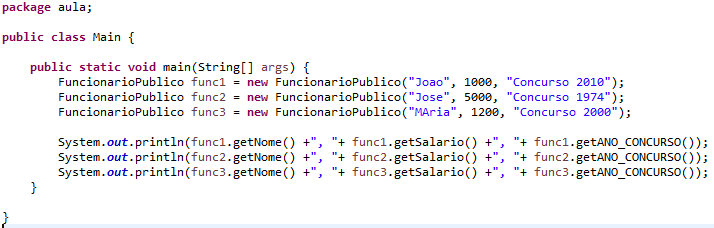 package aula;
public class Main {
public static void main(String[] args) {
FuncionarioPublico func1 = new FuncionarioPublico("Joao", 1000, "Concurso 2010");
FuncionarioPublico func2 = new FuncionarioPublico("Jose", 5000, "Concurso 1974");
FuncionarioPublico func3 = new FuncionarioPublico("MAria", 1200, "Concurso 2000");
System.out.println(func1.getNome() +", "+ func1.getSalario() +", "+ func1.getANO_CONCURSO());
System.out.println(func2.getNome() +", "+ func2.getSalario() +", "+ func2.getANO_CONCURSO());
System.out.println(func3.getNome() +", "+ func3.getSalario() +", "+ func3.getANO_CONCURSO());
}
}